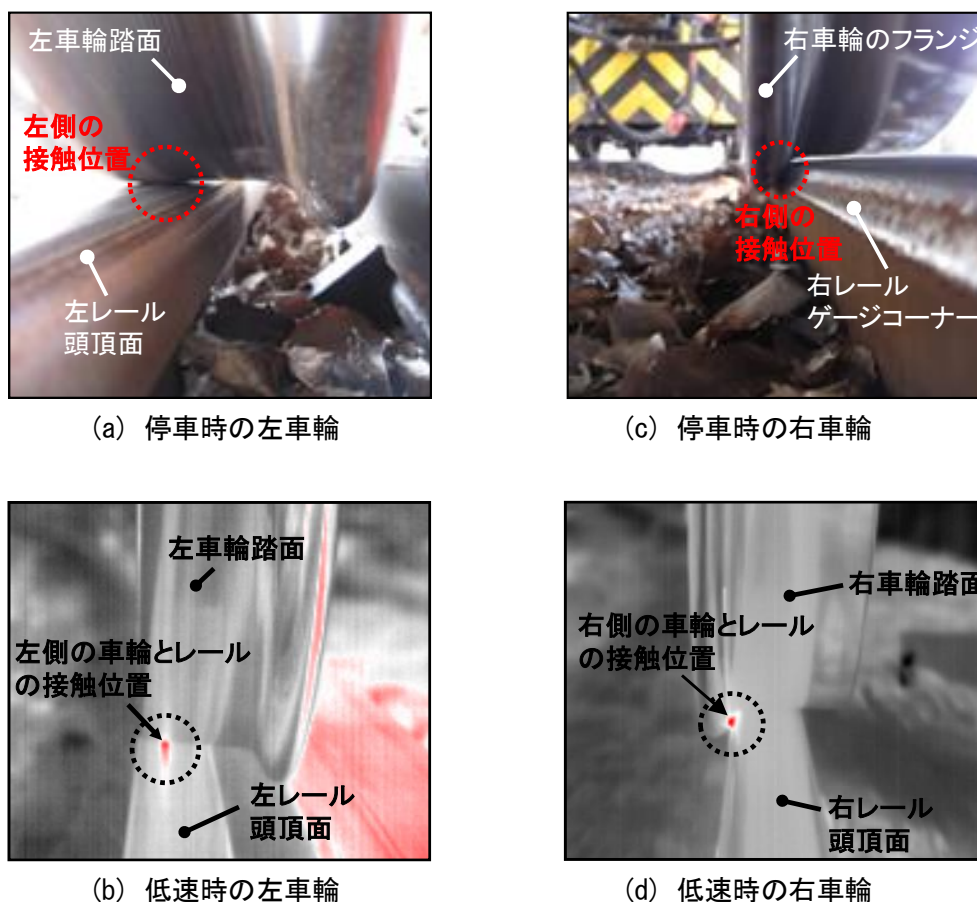 左車輪踏面
左側の
接触位置
左レール
頭頂面
(a) 停車時の左車輪
右車輪のフランジ
右側の
接触位置
右レール
ゲージコーナー
(c) 停車時の右車輪
左車輪踏面
左側の車輪とレール
の接触位置
左レール
頭頂面
(b) 低速時の左車輪
右車輪踏面
右側の車輪とレール
の接触位置
右レール
頭頂面
(d) 低速時の右車輪